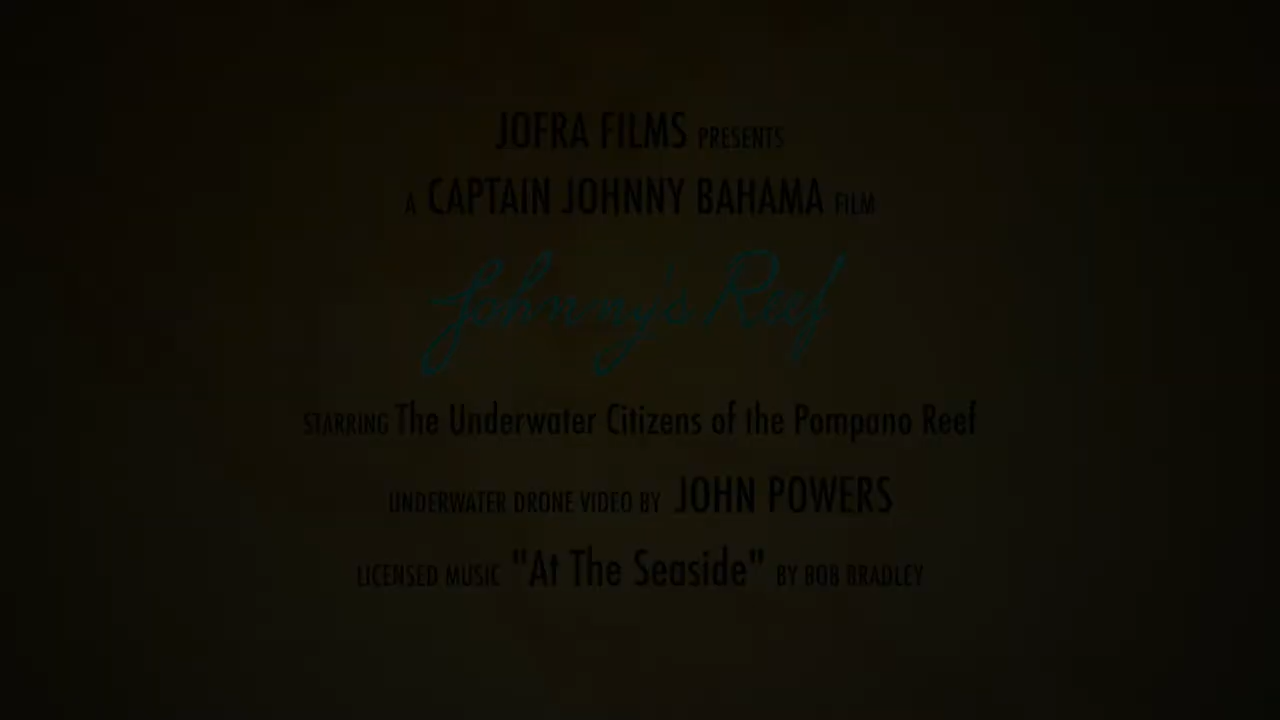 JOFRA FILMS PRESENTS
A CAPTAIN JOHNNY BAHAMA FILM
Johnny's Reef
STARRING The Underwater Citizens of the Pompano Reef
UNDERWATER DRONE VIDEO BY JOHN POWERS
LICENSED MUSIC "At The Seaside" BY BOB BRADLEY